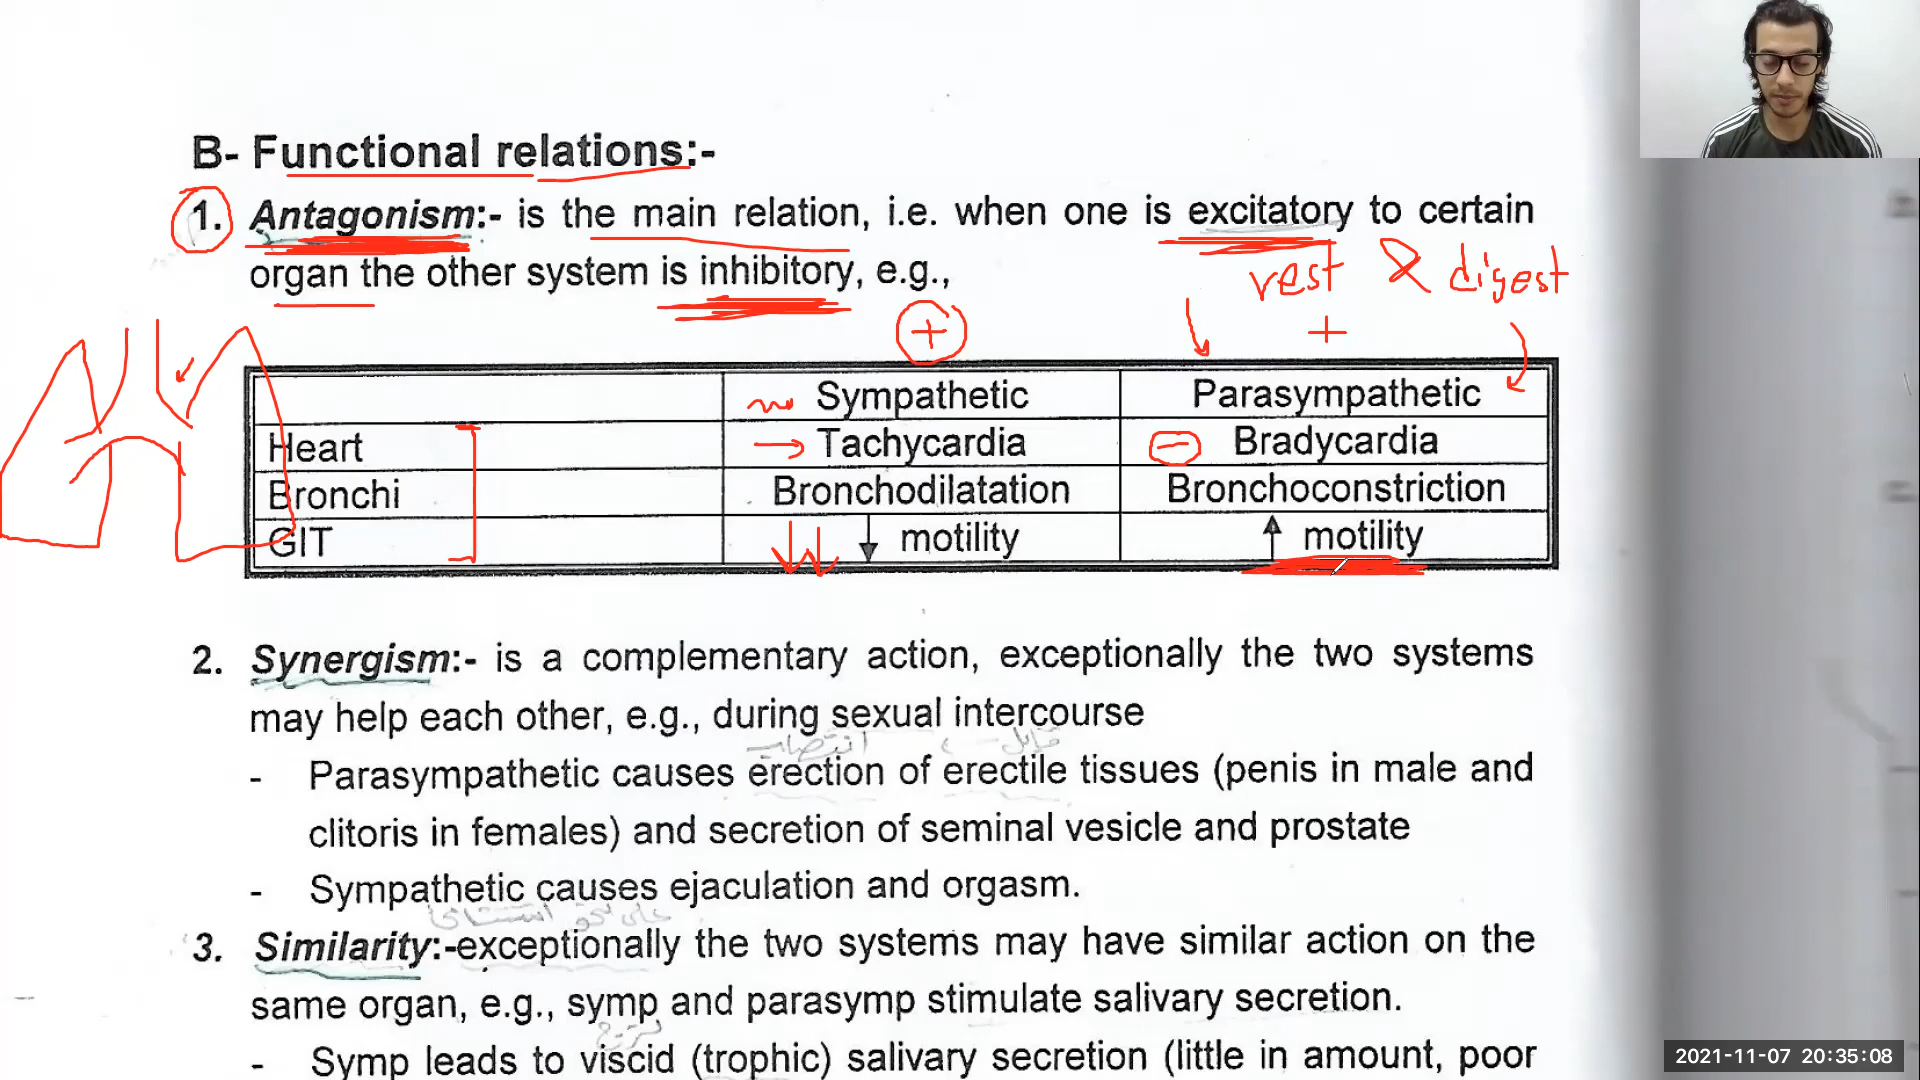 B- Functional relations:-
1. Antagonism:- is the main relation, i.e. when one is excitatory to certain
organ the other system is inhibitory, e.g.,
rest & digest
+ +
Sympathetic Parasympathetic
Heart Tachycardia - Bradycardia
Bronchi Bronchodilatation Bronchoconstriction
GIT ↓ motility ↑ motility
2. Synergism:- is a complementary action, exceptionally the two systems
may help each other, e.g., during sexual intercourse
انتصاب
- Parasympathetic causes erection of erectile tissues (penis in male and
clitoris in females) and secretion of seminal vesicle and prostate
- Sympathetic causes ejaculation and orgasm.
على نحو استثنائى
3. Similarity:-exceptionally the two systems may have similar action on the
same organ, e.g., symp and parasymp stimulate salivary secretion.
- Symp leads to viscid (trophic) salivary secretion (little in amount, poor
2021-11-07 20:35:08